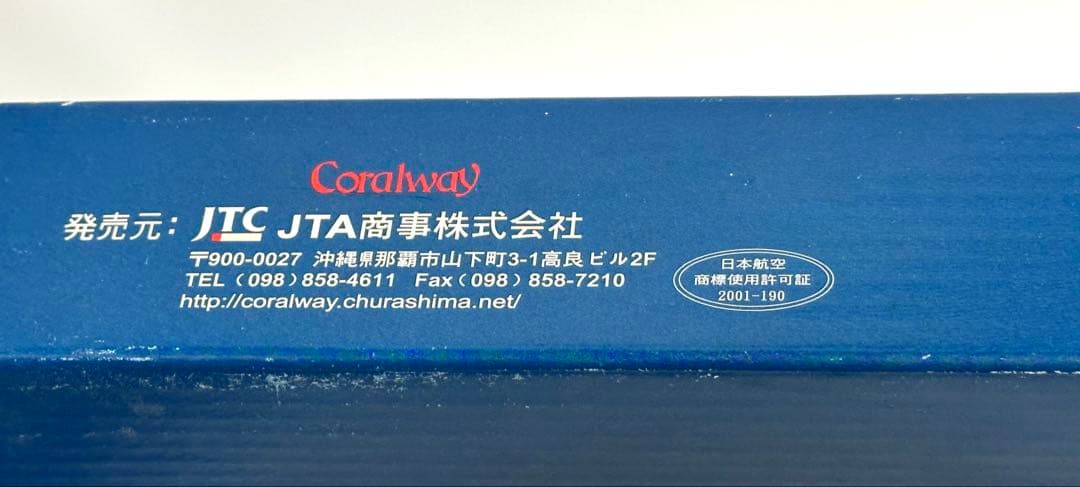 Coralway
発売元： JTC JTA商事株式会社
〒900-0027 沖縄県那覇市山下町3-1高良ビル2F
TEL（098）858-4611 Fax（098）858-7210
http://coralway.churashima.net/
日本航空
商標使用許可証
2001-190